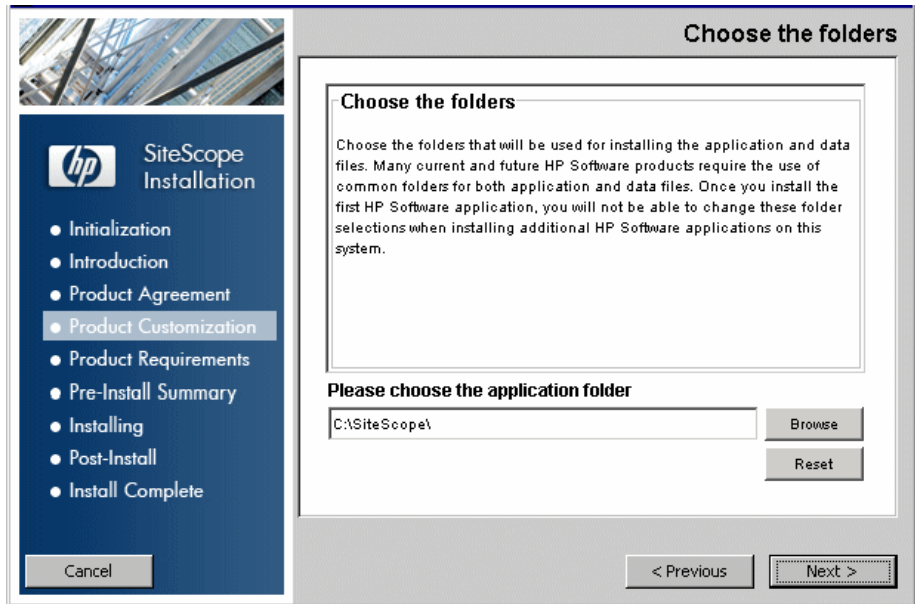 Choose the folders
hp
SiteScope
Installation
Initialization
Introduction
Product Agreement
Product Customization
Product Requirements
Pre-Install Summary
Installing
Post-Install
Install Complete
Cancel
Choose the folders
Choose the folders that will be used for installing the application and data
files. Many current and future HP Software products require the use of
common folders for both application and data files. Once you install the
first HP Software application, you will not be able to change these folder
selections when installing additional HP Software applications on this
system.
Please choose the application folder
C:\SiteScope\
Browse
Reset
< Previous
Next >